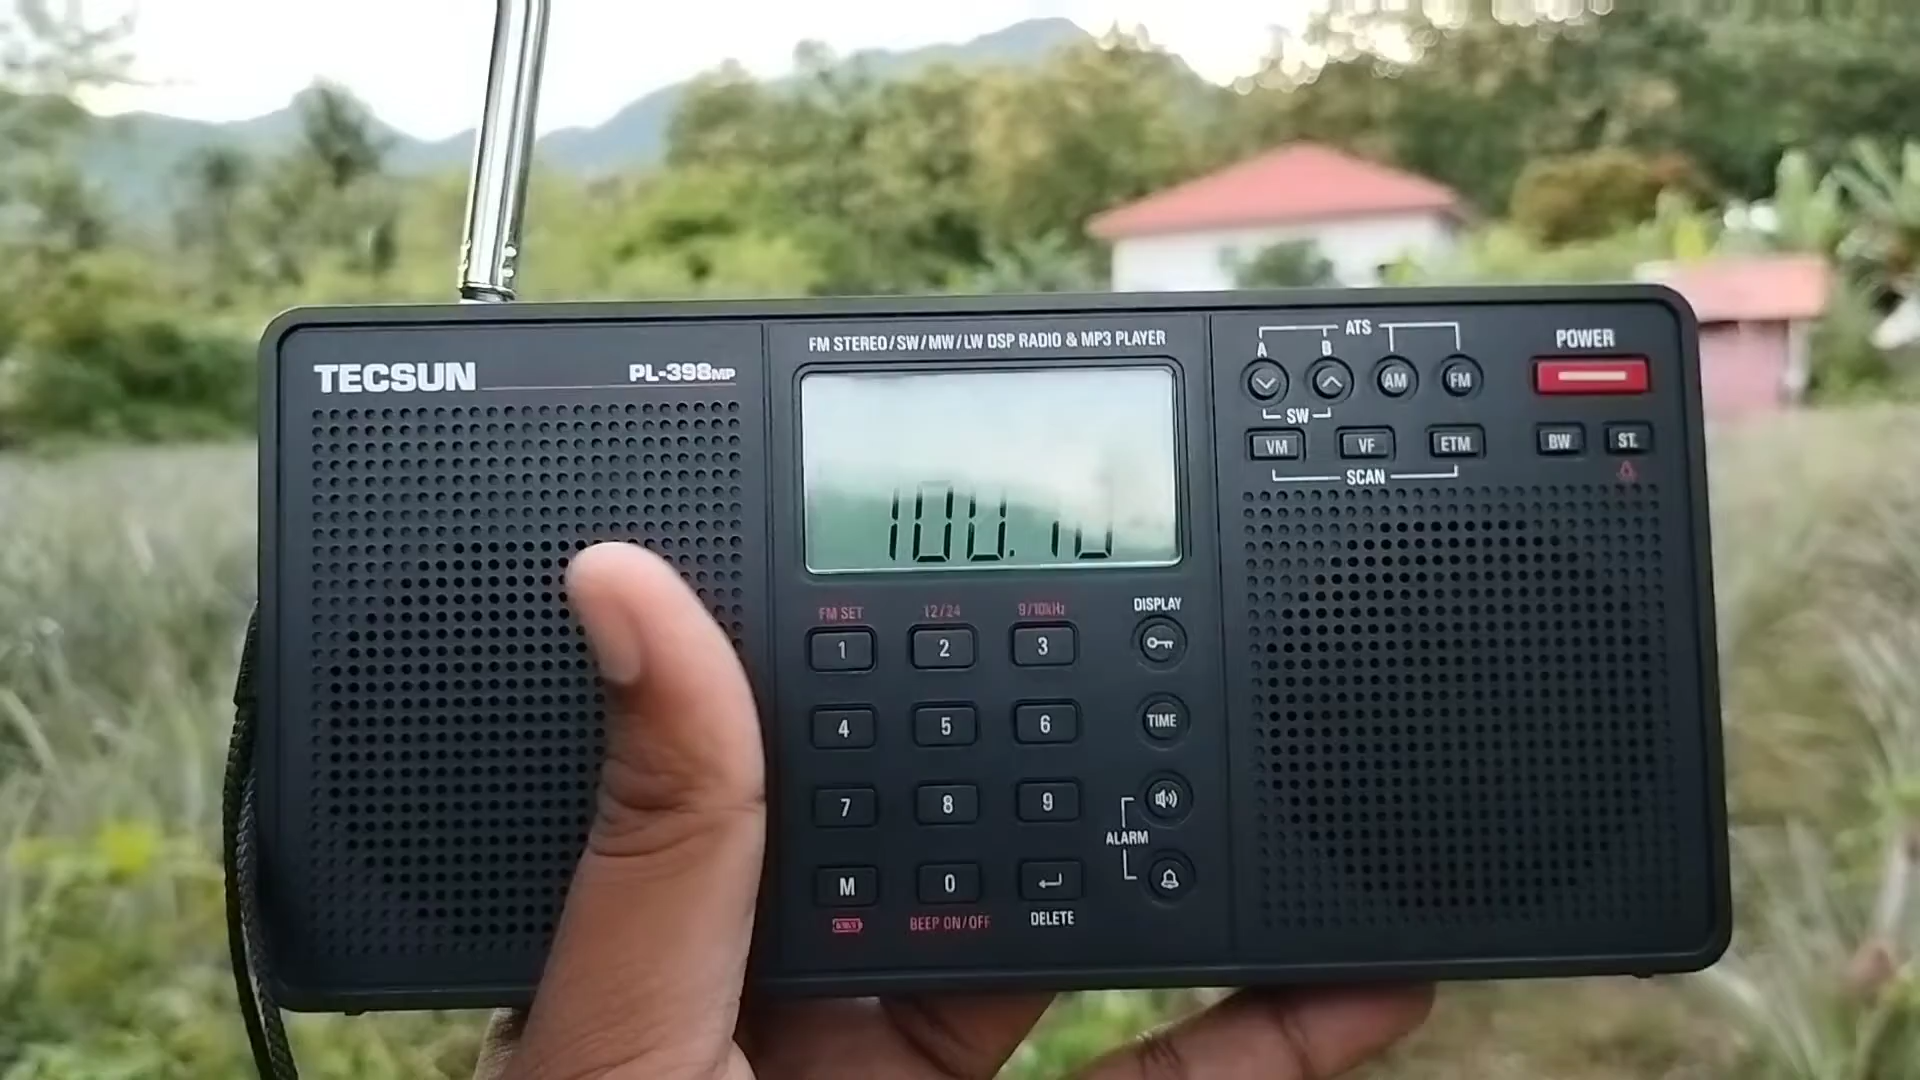 TECSUN
PL-398MP
FM STEREO/SW/MW/LW DSP RADIO & MP3 PLAYER
100.10
ATS
A B
AM FM
SW
VM VF ETM
SCAN
POWER
BW ST.
FM SET 12/24 9/10kHz DISPLAY
1 2 3
4 5 6 TIME
7 8 9
ALARM
M 0
BEEP ON/OFF DELETE